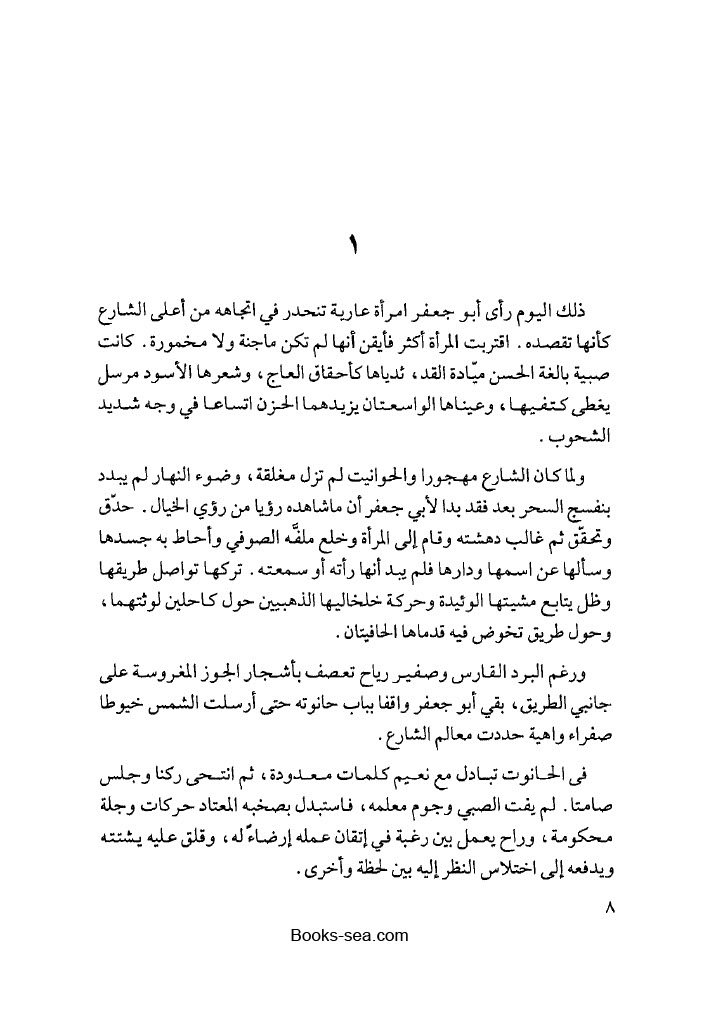 ١
ذلك اليوم رأى أبو جعفر امرأة عارية تنحدر في اتجاهه من أعلى الشارع
كأنها تقصده . اقتربت المرأة أكثر فأيقن أنها لم تكن ماجنة ولا مخمورة . كانت
صبية بالغة الحسن ميّادة القد ، ثدياها كأحقاق العاج ، وشعرها الأسود مرسل
يغطى كتفيها ، وعيناها الواسعتان يزيدهما الحزن اتساعا في وجه شديد
الشحوب .
ولما كان الشارع مهجورا والحوانيت لم تزل مغلقة ، وضوء النهار لم يبدد
بنفسج السحر بعد فقد بدا لأبي جعفر أن ماشاهده رؤيا من رؤي الخيال . حدّق
وتحقّق ثم غالب دهشته وقام إلى المرأة وخلع ملفَّه الصوفي وأحاط به جسدها
وسألها عن اسمها ودارها فلم يبد أنها رأته أو سمعته . تركها تواصل طريقها
وظل يتابع مشيتها الوئيدة وحركة خلخاليها الذهبيين حول كاحلين لوثتهما ،
وحول طريق تخوض فيه قدماها الحافيتان .
ورغم البرد القارس وصفير رياح تعصف بأشجار الجوز المغروسة على
جانبي الطريق ، بقي أبو جعفر واقفا بباب حانوته حتى أرسلت الشمس خيوطا
صفراء واهية حددت معالم الشارع .
فى الحانوت تبادل مع نعيم كلمات معدودة ، ثم انتحى ركنا وجلس
صامتا . لم يفت الصبي وجوم معلمه ، فاستبدل بصخبه المعتاد حركات وجلة
محكومة ، وراح يعمل بين رغبة في إتقان عمله إرضاءً له ، وقلق عليه يشتته
ويدفعه إلى اختلاس النظر إليه بين لحظة وأخرى .
٨
Books-sea.com